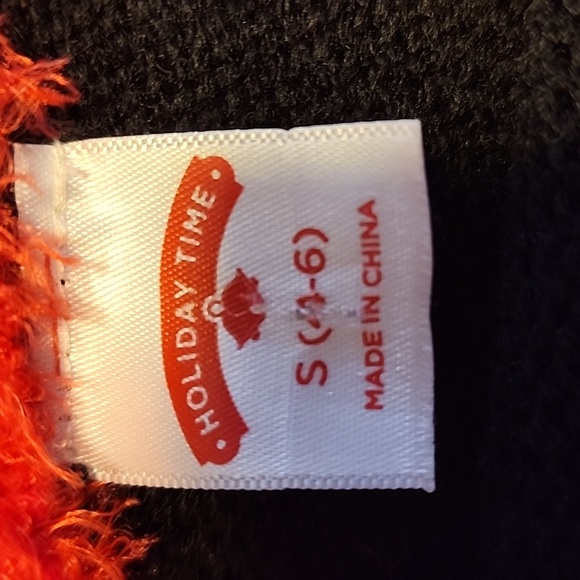 • HOLIDAY TIME •
S (4-6)
MADE IN CHINA